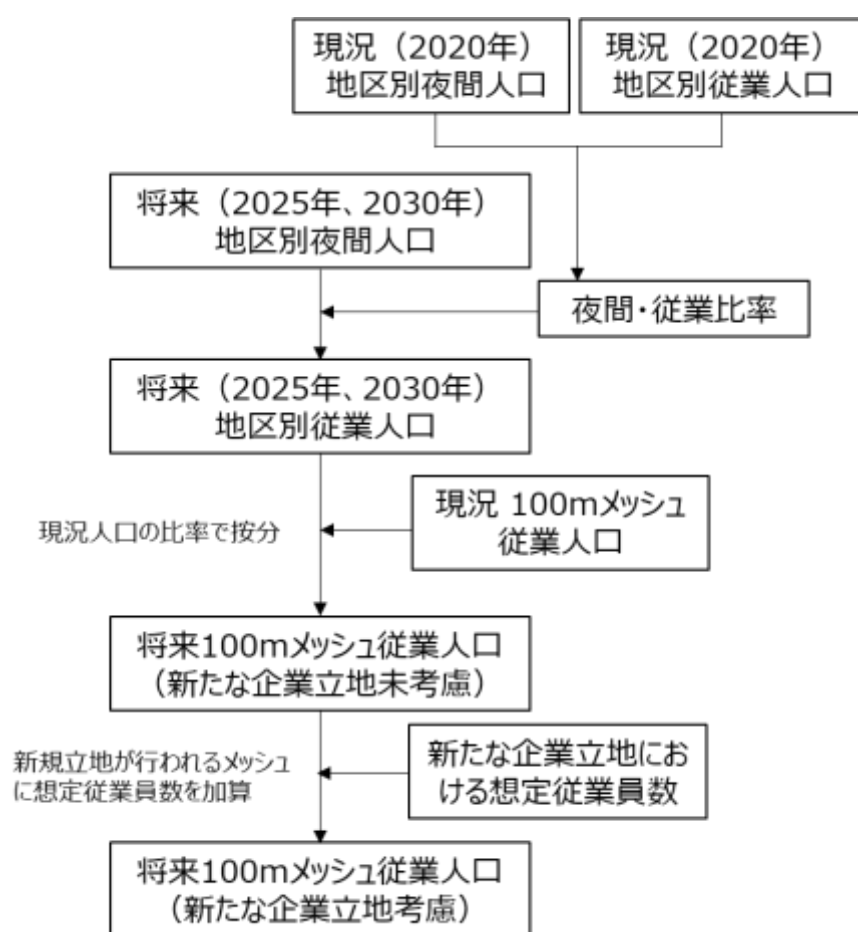 現況（2020年）
地区別夜間人口
現況（2020年）
地区別従業人口
将来（2025年、2030年）
地区別夜間人口
夜間・従業比率
将来（2025年、2030年）
地区別従業人口
現況 100mメッシュ
従業人口
現況人口の比率で按分
将来100mメッシュ従業人口
（新たな企業立地未考慮）
新規立地が行われるメッシュ
に想定従業員数を加算
新たな企業立地にお
ける想定従業員数
将来100mメッシュ従業人口
（新たな企業立地考慮）